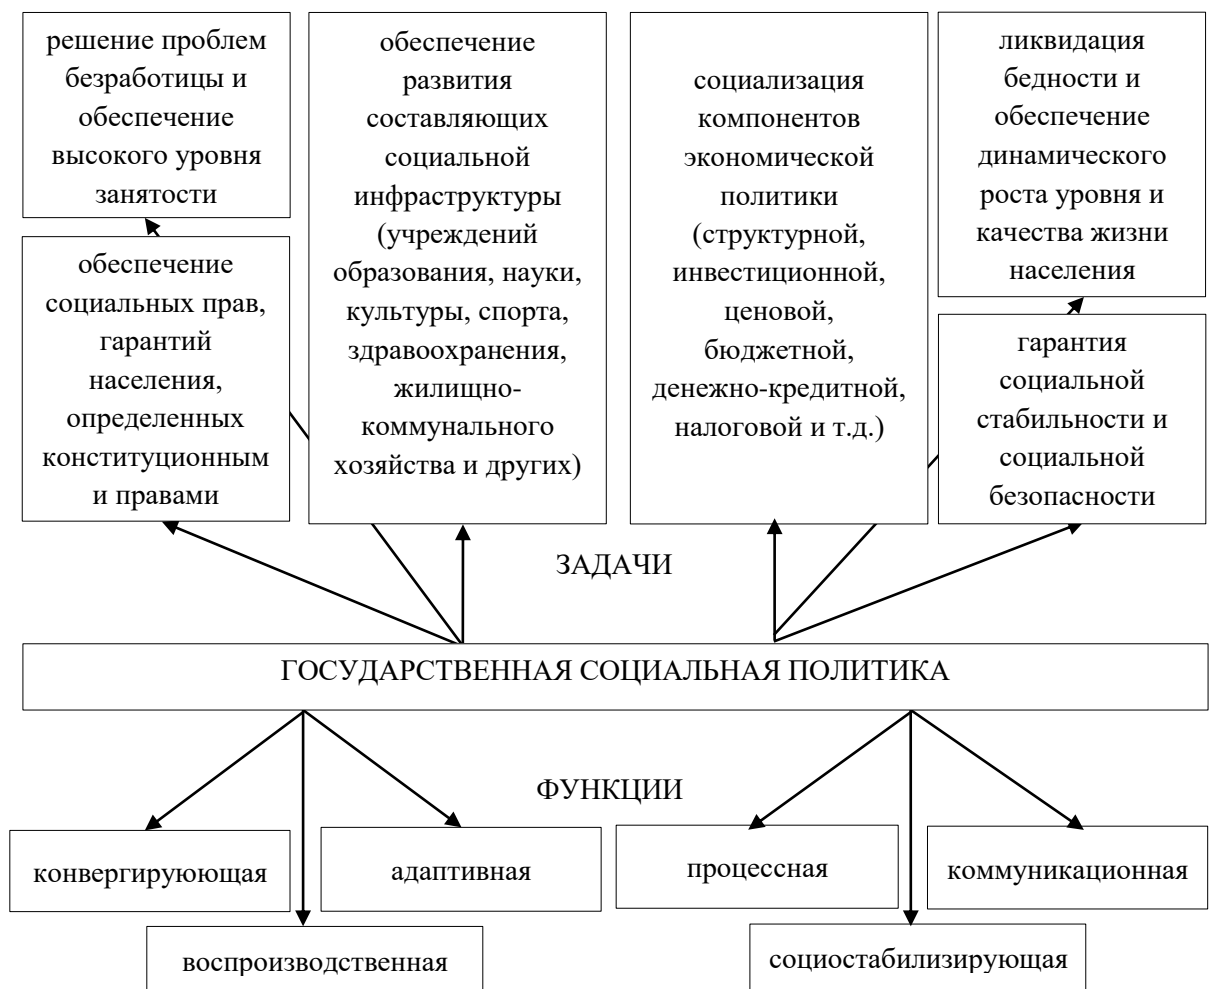 решение проблем
безработицы и
обеспечение
высокого уровня
занятости
обеспечение
социальных прав,
гарантий
населения,
определенных
конституционным
и правами
обеспечение
развития
составляющих
социальной
инфраструктуры
(учреждений
образования, науки,
культуры, спорта,
здравоохранения,
жилищно-
коммунального
хозяйства и других)
социализация
компонентов
экономической
политики
(структурной,
инвестиционной,
ценовой,
бюджетной,
денежно-кредитной,
налоговой и т.д.)
ликвидация
бедности и
обеспечение
динамического
роста уровня и
качества жизни
населения
гарантия
социальной
стабильности и
социальной
безопасности
ЗАДАЧИ
ГОСУДАРСТВЕННАЯ СОЦИАЛЬНАЯ ПОЛИТИКА
ФУНКЦИИ
конвергируюющая
адаптивная
процессная
коммуникационная
воспроизводственная
социостабилизирующая